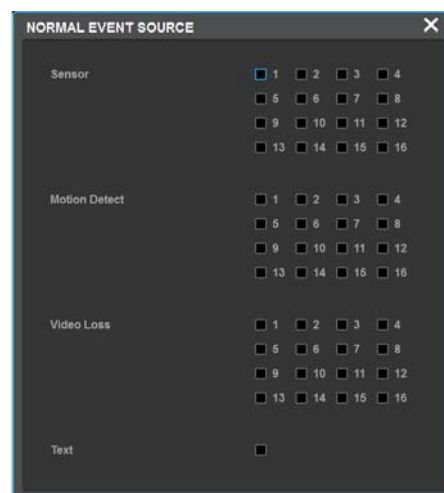 NORMAL EVENT SOURCE
Sensor 1 2 3 4
5 6 7 8
9 10 11 12
13 14 15 16
Motion Detect 1 2 3 4
5 6 7 8
9 10 11 12
13 14 15 16
Video Loss 1 2 3 4
5 6 7 8
9 10 11 12
13 14 15 16
Text